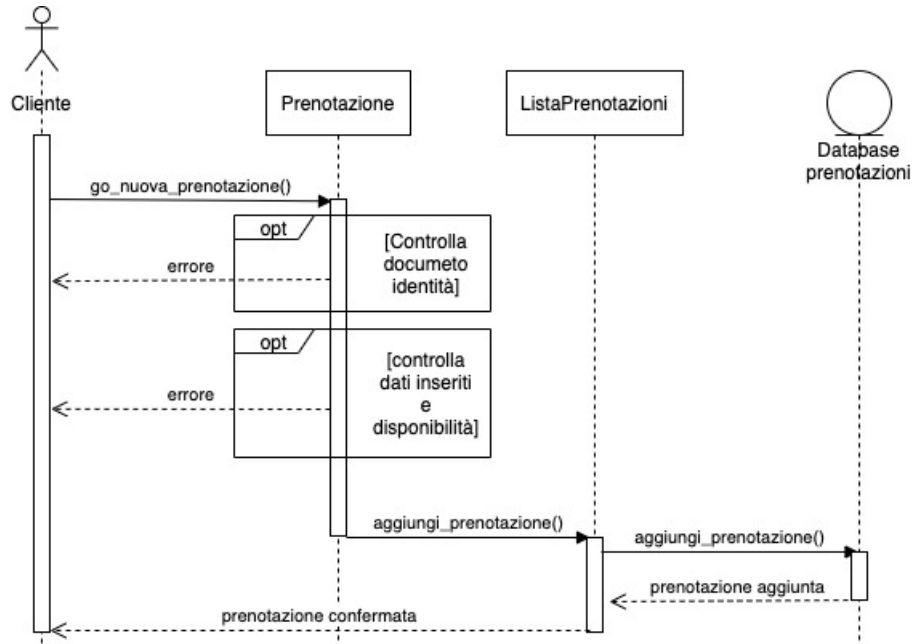 Cliente
Prenotazione
ListaPrenotazioni
Database
prenotazioni
go_nuova_prenotazione()
opt
[Controlla
documeto
identità]
errore
opt
[controlla
dati inseriti
e
disponibilità]
errore
aggiungi_prenotazione()
aggiungi_prenotazione()
prenotazione aggiunta
prenotazione confermata